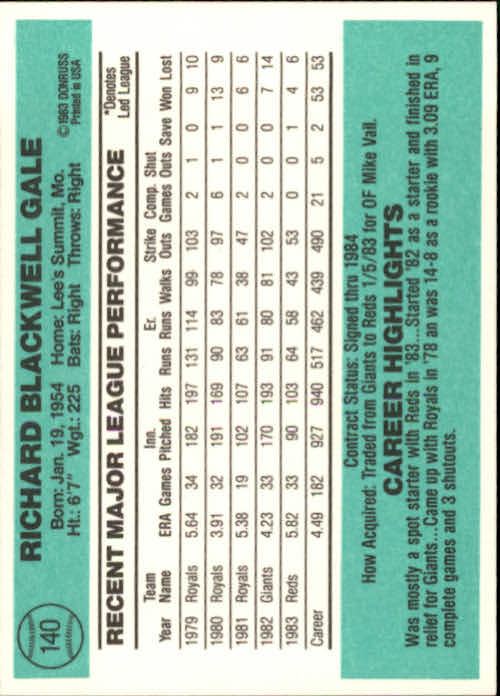 140
RICHARD BLACKWELL GALE
Born: Jan. 19, 1954 Home: Lee's Summit, Mo.
Ht.: 6'7" Wgt.: 225 Bats: Right Throws: Right
©1983 DONRUSS
Printed in USA
RECENT MAJOR LEAGUE PERFORMANCE
*Denotes
Led League
Team Inn. Er. Strike Comp. Shut
Year Name ERA Games Pitched Hits Runs Runs Walks Outs Games Outs Save Won Lost
1979 Royals 5.64 34 182 197 131 114 99 103 2 1 0 9 10
1980 Royals 3.91 32 191 169 90 83 78 97 6 1 1 13 9
1981 Royals 5.38 19 102 107 63 61 38 47 2 0 0 6 6
1982 Giants 4.23 33 170 193 91 80 81 102 2 0 0 7 14
1983 Reds 5.82 33 90 103 64 58 43 53 0 0 1 4 6
Career 4.49 182 927 940 517 462 439 490 21 5 2 53 53
Contract Status: Signed thru 1984
How Acquired: Traded from Giants to Reds 1/5/83 for OF Mike Vail.
CAREER HIGHLIGHTS
Was mostly a spot starter with Reds in '83...Started '82 as a starter and finished in
relief for Giants...Came up with Royals in '78 an was 14-8 as a rookie with 3.09 ERA, 9
complete games and 3 shutouts.